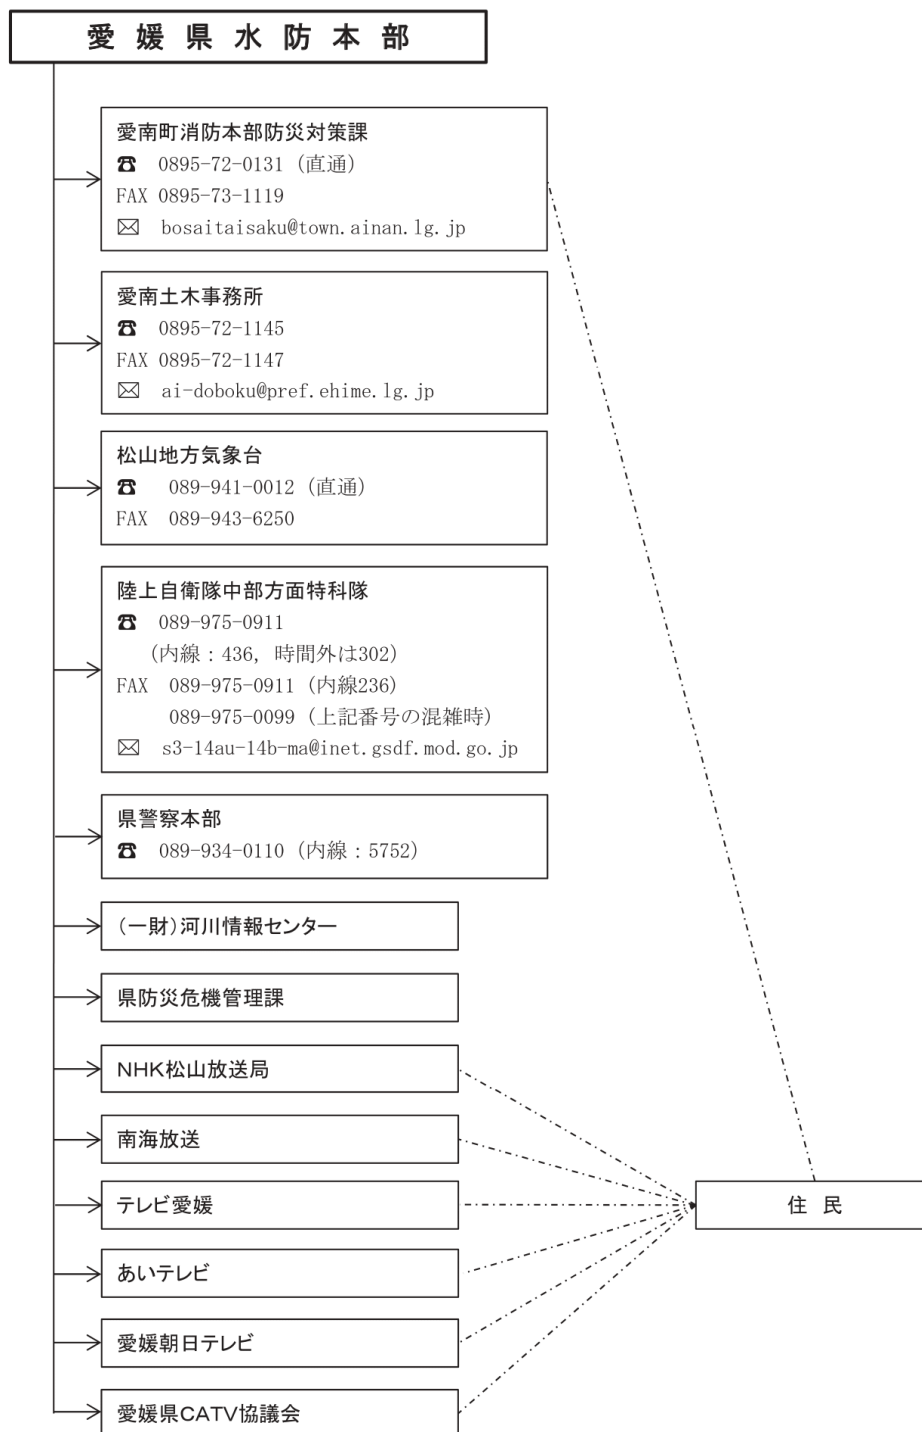 愛媛県水防本部
愛南町消防本部防災対策課
☎ 0895-72-0131（直通）
FAX 0895-73-1119
✉ bosaitaisaku@town.ainan.lg.jp
愛南土木事務所
☎ 0895-72-1145
FAX 0895-72-1147
✉ ai-doboku@pref.ehime.lg.jp
松山地方気象台
☎ 089-941-0012（直通）
FAX 089-943-6250
陸上自衛隊中部方面特科隊
☎ 089-975-0911
（内線：436，時間外は302）
FAX 089-975-0911（内線236）
089-975-0099（上記番号の混雑時）
✉ s3-14au-14b-ma@inet.gsdf.mod.go.jp
県警察本部
☎ 089-934-0110（内線：5752）
（一財）河川情報センター
県防災危機管理課
NHK松山放送局
南海放送
テレビ愛媛
住 民
あいテレビ
愛媛朝日テレビ
愛媛県CATV協議会